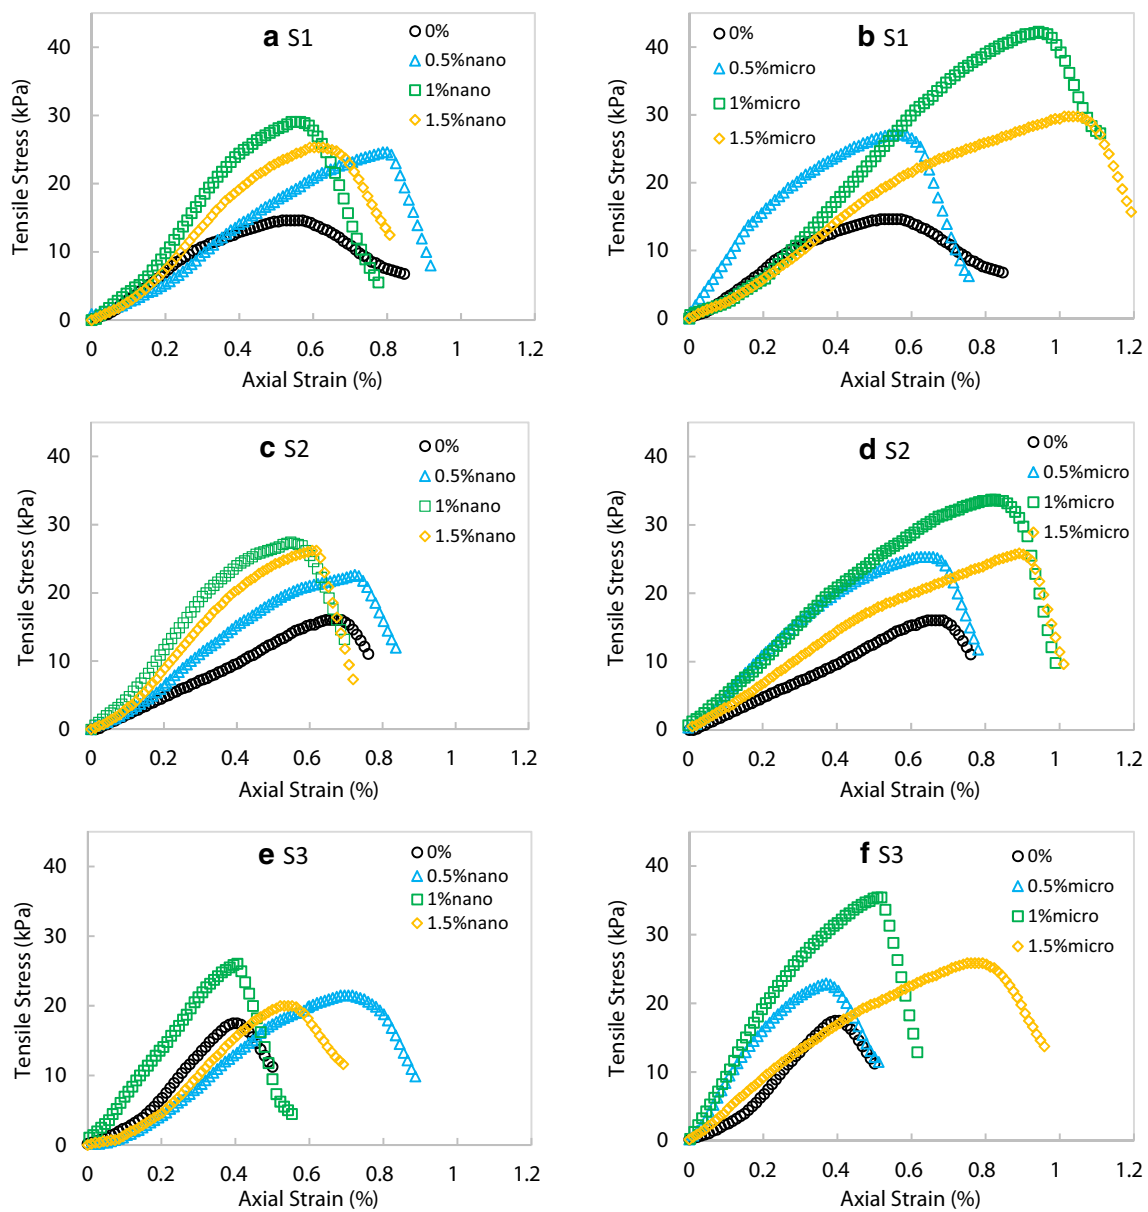 a S1
0%
0.5%nano
1%nano
1.5%nano
40
30
20
10
0
0 0.2 0.4 0.6 0.8 1 1.2
Tensile Stress (kPa)
Axial Strain (%)
b S1
0%
0.5%micro
1%micro
1.5%micro
40
30
20
10
0
0 0.2 0.4 0.6 0.8 1 1.2
Tensile Stress (kPa)
Axial Strain (%)
c S2
0%
0.5%nano
1%nano
1.5%nano
40
30
20
10
0
0 0.2 0.4 0.6 0.8 1 1.2
Tensile Stress (kPa)
Axial Strain (%)
d S2
0%
0.5%micro
1%micro
1.5%micro
40
30
20
10
0
0 0.2 0.4 0.6 0.8 1 1.2
Tensile Stress (kPa)
Axial Strain (%)
e S3
0%
0.5%nano
1%nano
1.5%nano
40
30
20
10
0
0 0.2 0.4 0.6 0.8 1 1.2
Tensile Stress (kPa)
Axial Strain (%)
f S3
0%
0.5%micro
1%micro
1.5%micro
40
30
20
10
0
0 0.2 0.4 0.6 0.8 1 1.2
Tensile Stress (kPa)
Axial Strain (%)